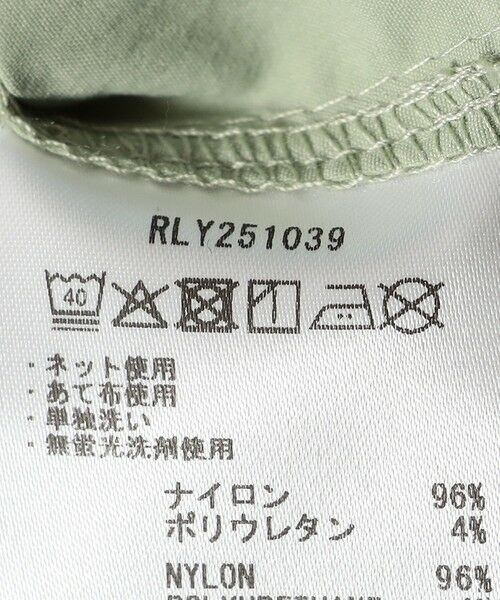 RLY251039
40
・ネット使用
・あて布使用
・単独洗い
・無蛍光洗剤使用
ナイロン 96%
ポリウレタン 4%
NYLON 96%